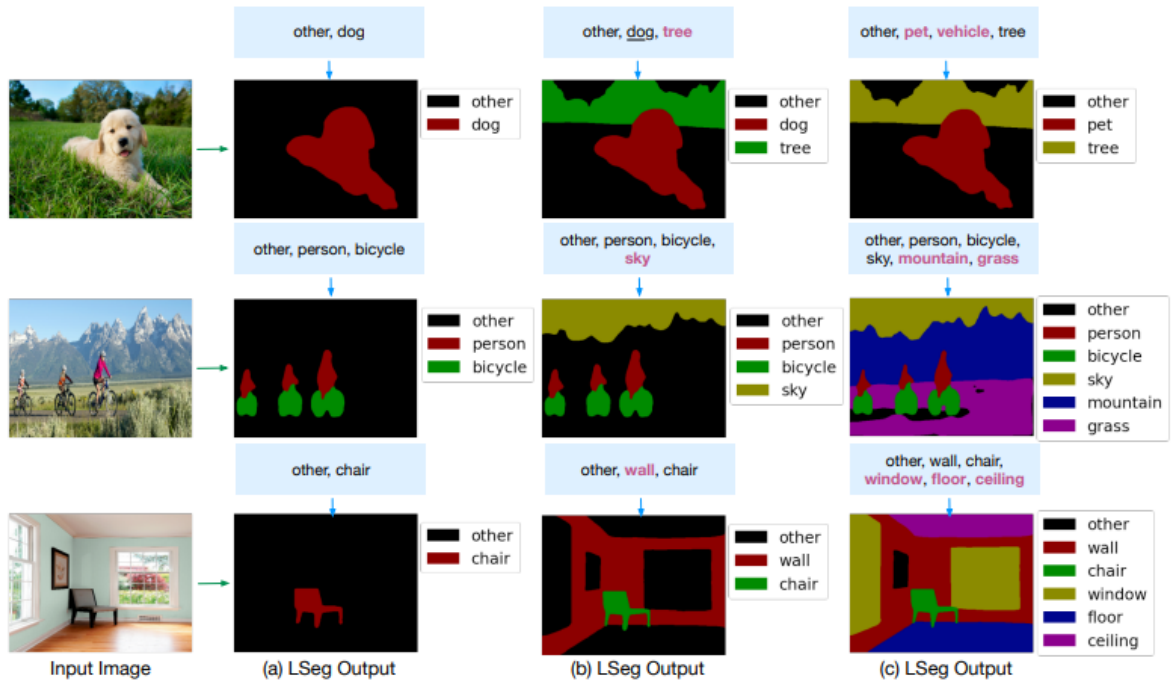 other, dog
other, dog, tree
other, pet, vehicle, tree
other
dog
other
dog
tree
other
pet
tree
other, person, bicycle
other, person, bicycle,
sky
other, person, bicycle,
sky, mountain, grass
other
person
bicycle
other
person
bicycle
sky
other
person
bicycle
sky
mountain
grass
other, chair
other, wall, chair
other, wall, chair,
window, floor, ceiling
other
chair
other
wall
chair
other
wall
chair
window
floor
ceiling
Input Image
(a) LSeg Output
(b) LSeg Output
(c) LSeg Output